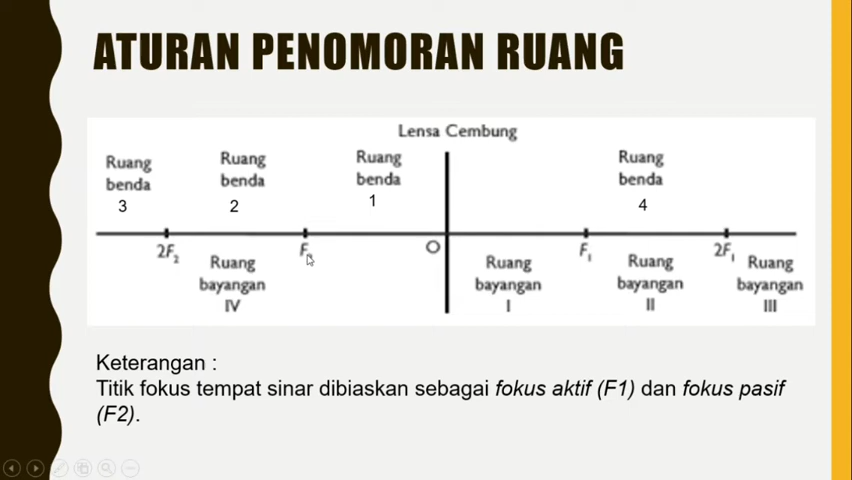 ATURAN PENOMORAN RUANG
Lensa Cembung
Ruang
benda
3
Ruang
benda
2
Ruang
benda
1
Ruang
benda
4
2F₂
F₂
O
F₁
2F₁
Ruang
bayangan
IV
Ruang
bayangan
I
Ruang
bayangan
II
Ruang
bayangan
III
Keterangan :
Titik fokus tempat sinar dibiaskan sebagai fokus aktif (F1) dan fokus pasif
(F2).